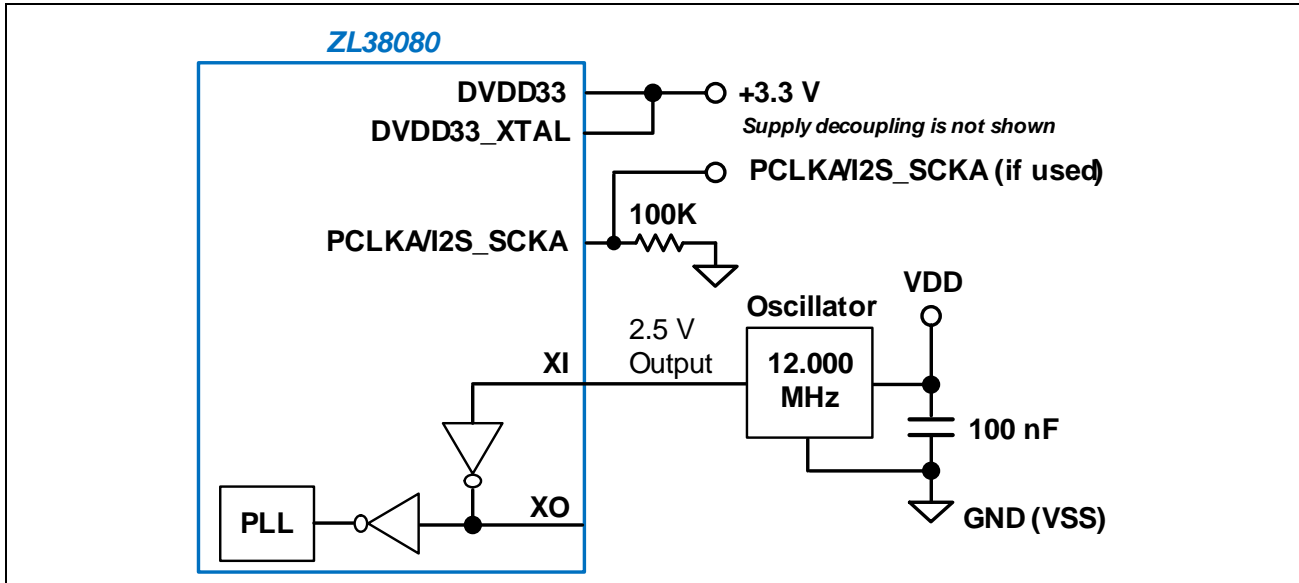 ZL38080
DVDD33
+3.3 V
DVDD33_XTAL
Supply decoupling is not shown
PCLKA/I2S_SCKA (if used)
100K
PCLKA/I2S_SCKA
VDD
Oscillator
2.5 V
Output
XI
12.000
MHz
100 nF
XO
PLL
GND (VSS)